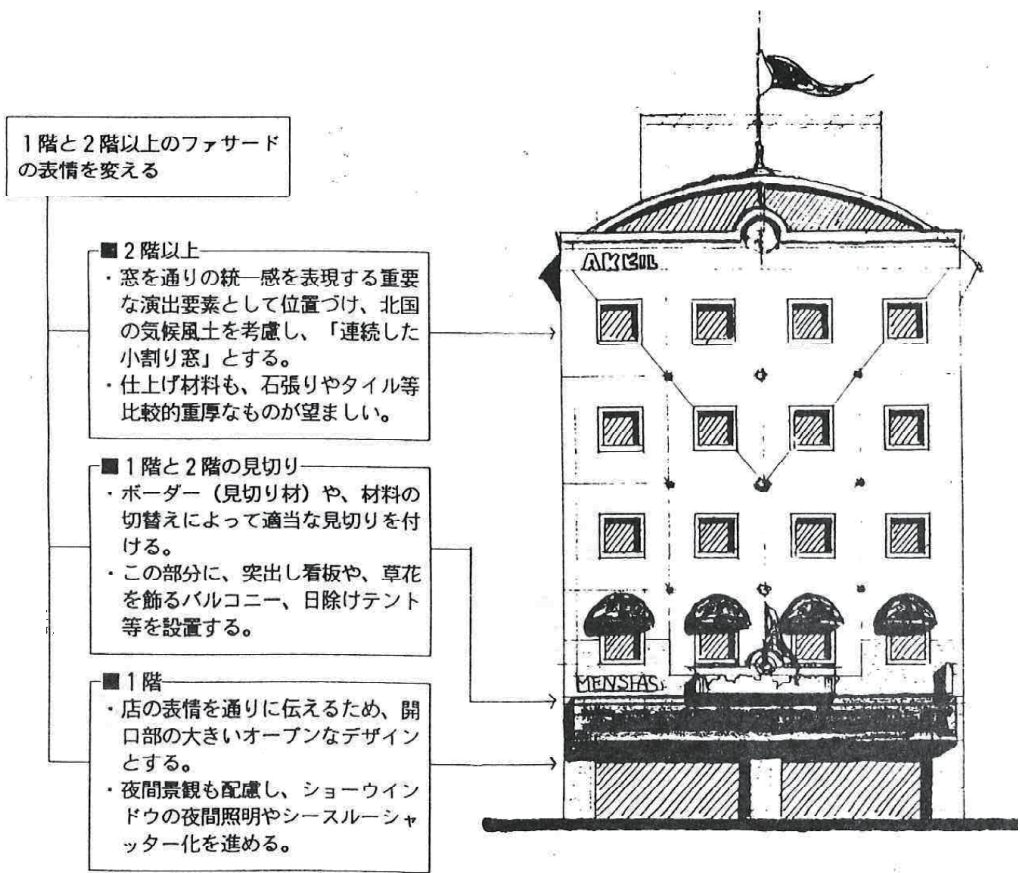 1階と2階以上のファサード
の表情を変える
■2階以上
・窓を通りの統一感を表現する重要
な演出要素として位置づけ、北国
の気候風土を考慮し、「連続した
小割り窓」とする。
・仕上げ材料も、石張りやタイル等
比較的重厚なものが望ましい。
■1階と2階の見切り
・ボーダー（見切り材）や、材料の
切替えによって適当な見切りを付
ける。
・この部分に、突出し看板や、草花
を飾るバルコニー、日除けテント
等を設置する。
■1階
・店の表情を通りに伝えるため、開
口部の大きいオープンなデザイン
とする。
・夜間景観も配慮し、ショーウイン
ドウの夜間照明やシースルーシャ
ッター化を進める。